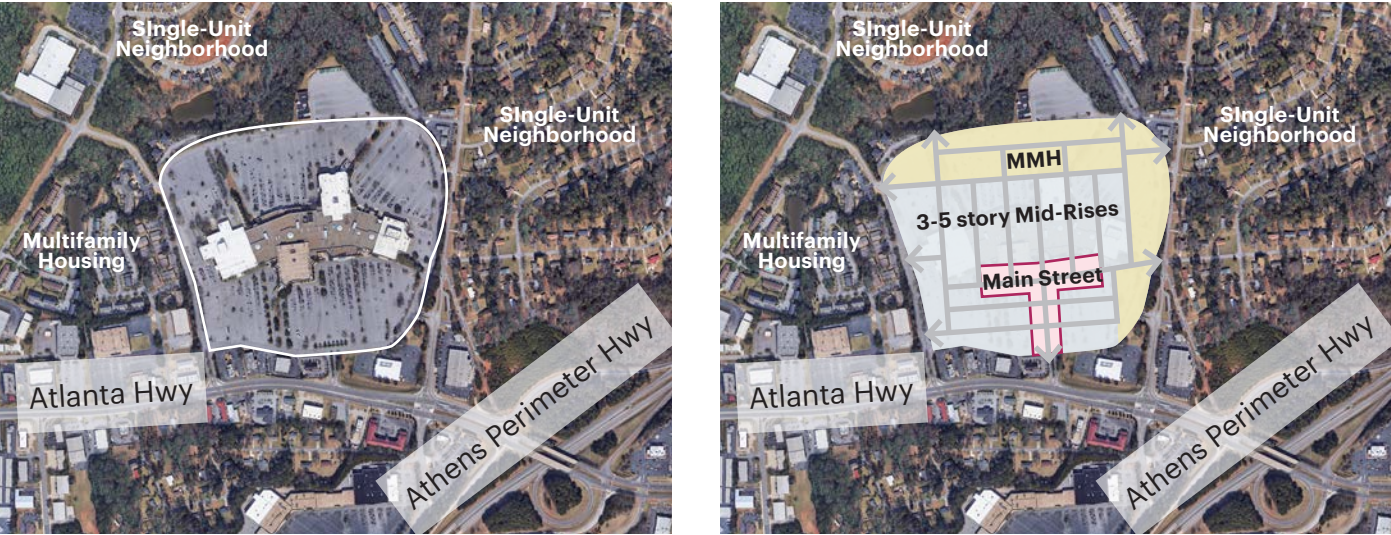 SIngle-Unit
Neighborhood
SIngle-Unit
Neighborhood
Multifamily
Housing
Atlanta Hwy
Athens Perimeter Hwy
SIngle-Unit
Neighborhood
SIngle-Unit
Neighborhood
MMH
3-5 story Mid-Rises
Multifamily
Housing
Main Street
Atlanta Hwy
Athens Perimeter Hwy